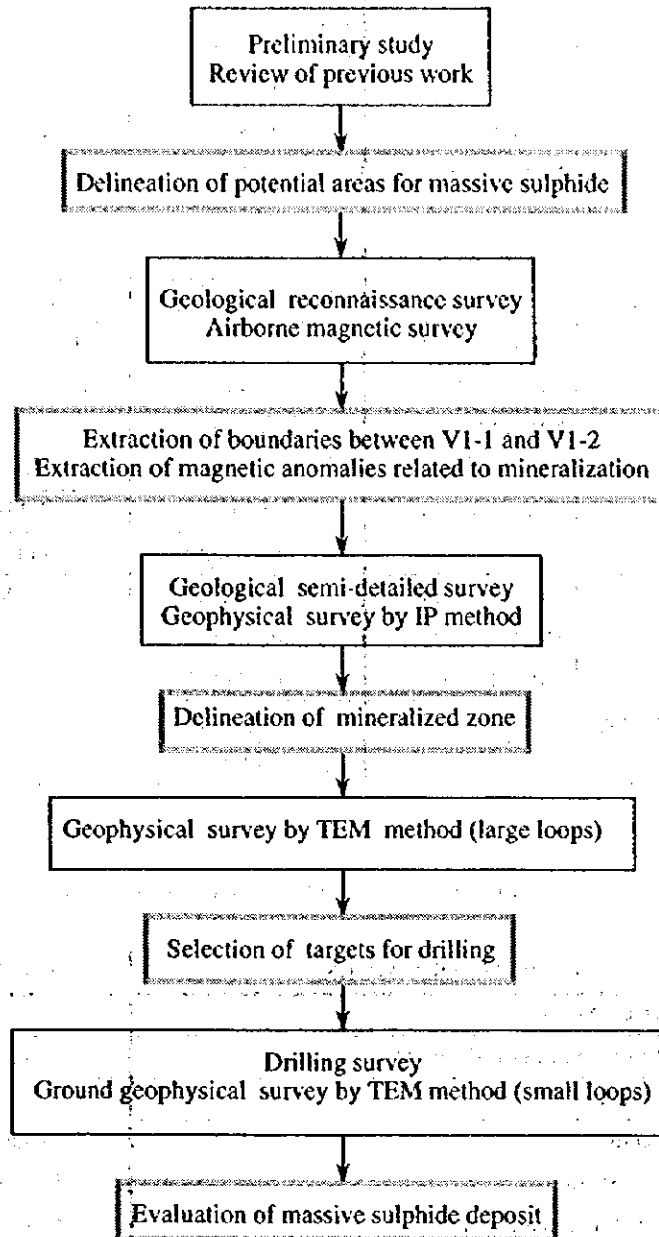 Preliminary study
Review of previous work
Delineation of potential areas for massive sulphide
Geological reconnaissance survey
Airborne magnetic survey
Extraction of boundaries between V1-1 and V1-2
Extraction of magnetic anomalies related to mineralization
Geological semi-detailed survey
Geophysical survey by IP method
Delineation of mineralized zone
Geophysical survey by TEM method (large loops)
Selection of targets for drilling
Drilling survey
Ground geophysical survey by TEM method (small loops)
Evaluation of massive sulphide deposit